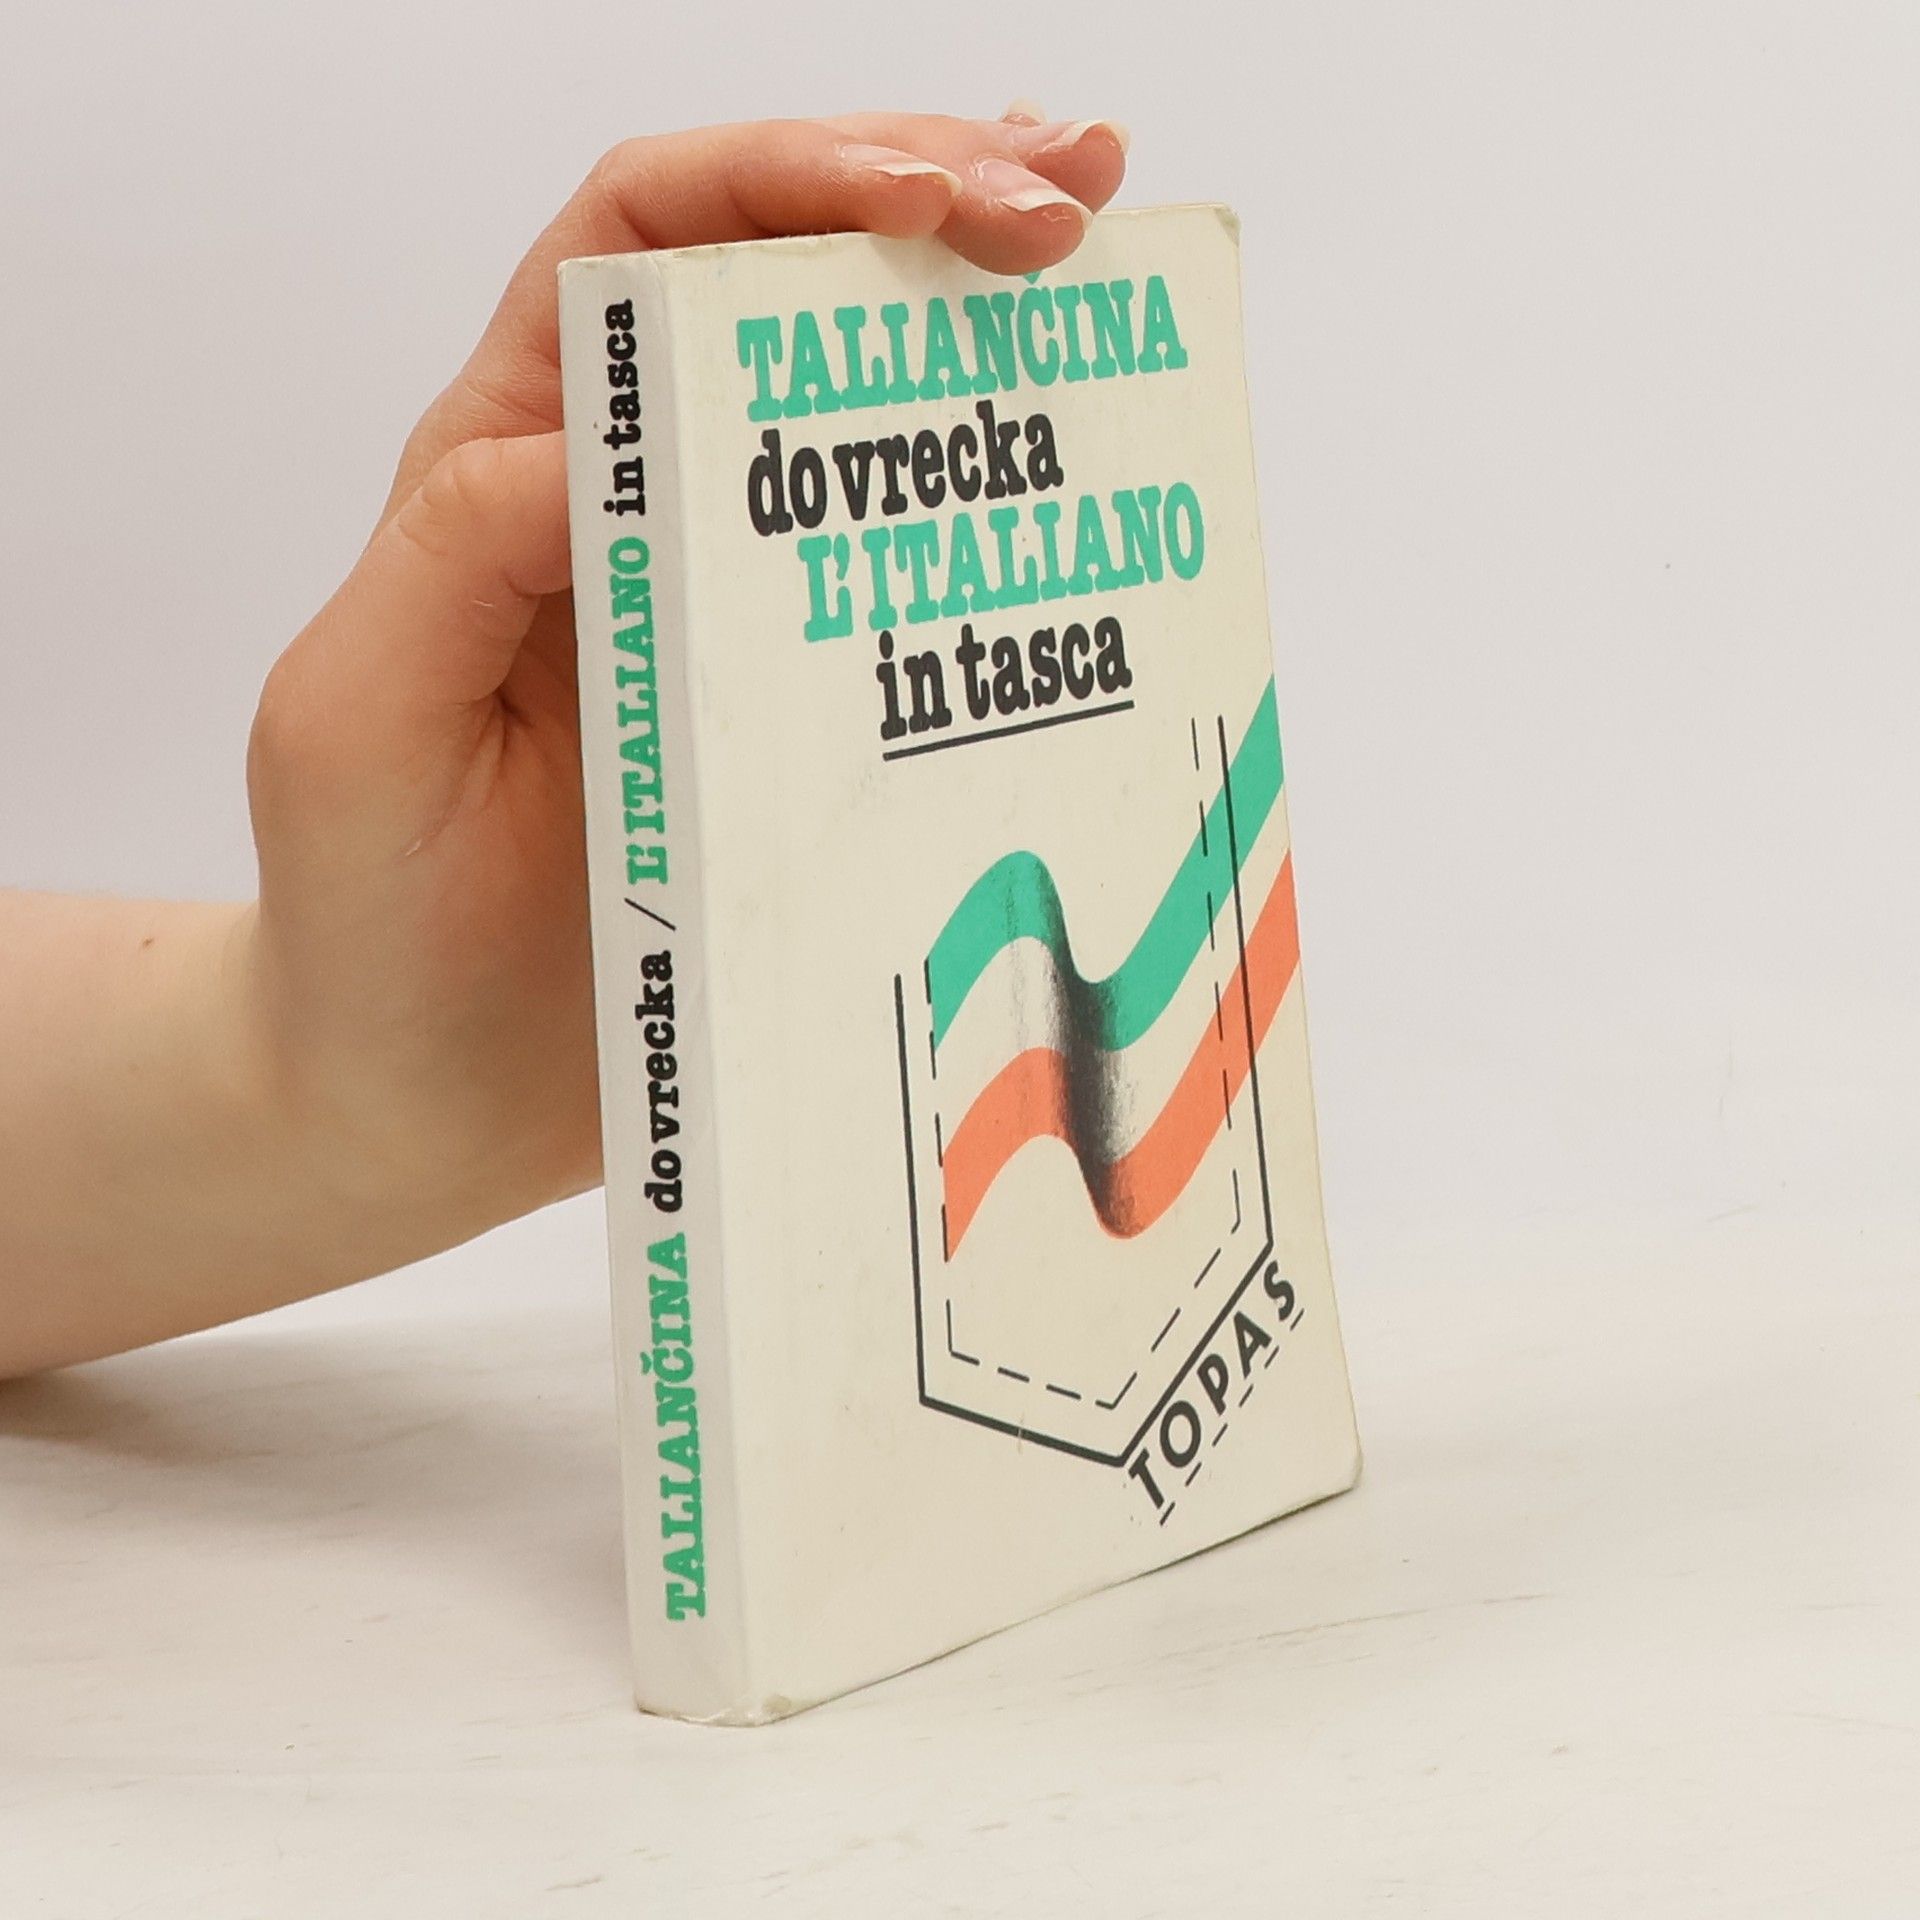 TALIANČINA
do vrecka
L'ITALIANO
in tasca
TOPAS
TALIANČINA do vrecka / L'ITALIANO in tasca